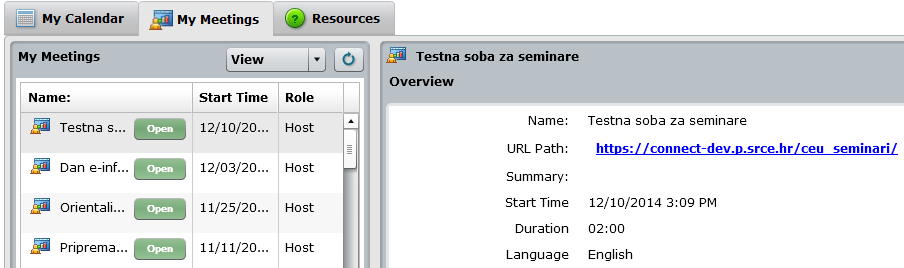 My Calendar My Meetings Resources
My Meetings View
Name: Start Time Role
Testna s... Open 12/10/20... Host
Dan e-inf... Open 12/03/20... Host
Orientali... Open 11/25/20... Host
Priprema... Open 11/11/20... Host
Testna soba za seminare
Overview
Name: Testna soba za seminare
URL Path: https://connect-dev.p.srce.hr/ceu_seminari/
Summary:
Start Time 12/10/2014 3:09 PM
Duration 02:00
Language English